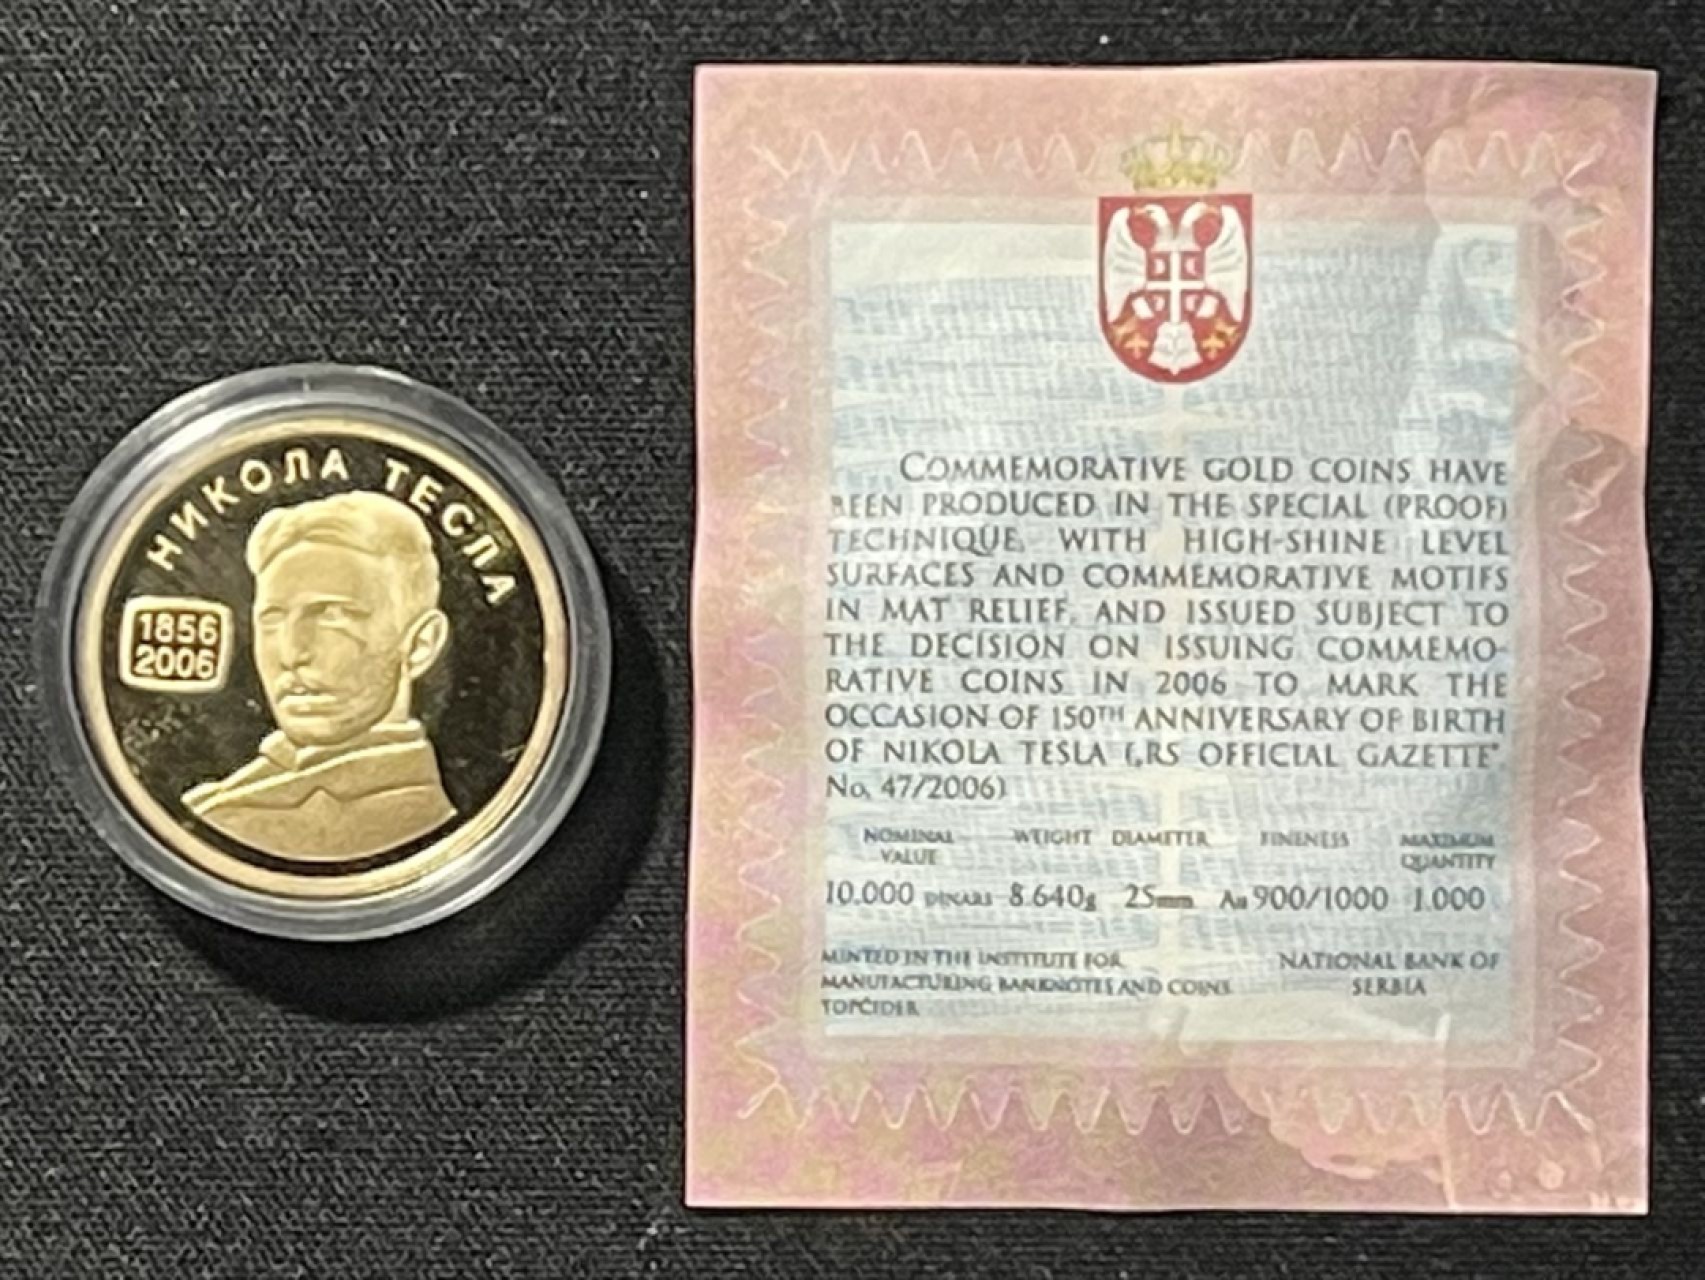 НИКОЛА ТЕСЛА
1856
2006
COMMEMORATIVE GOLD COINS HAVE
BEEN PRODUCED IN THE SPECIAL (PROOF)
TECHNIQUE, WITH HIGH-SHINE LEVEL
SURFACES AND COMMEMORATIVE MOTIFS
IN MAT RELIEF, AND ISSUED SUBJECT TO
THE DECISION ON ISSUING COMMEMO-
RATIVE COINS IN 2006 TO MARK THE
OCCASION OF 150TH ANNIVERSARY OF BIRTH
OF NIKOLA TESLA („RS OFFICIAL GAZETTE"
No. 47/2006)
NOMINAL WEIGHT DIAMETER FINENESS MAXIMUM
VALUE QUANTITY
10.000 DINARS 8.640g 25mm Au 900/1000 1.000
MINTED IN THE INSTITUTE FOR NATIONAL BANK OF
MANUFACTURING BANKNOTES AND COINS SERBIA
TOPČIDER